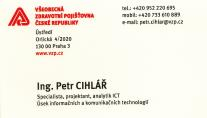 VŠEOBECNÁ
ZDRAVOTNÍ POJIŠŤOVNA
ČESKÉ REPUBLIKY
Ústředí
Orlická 4/2020
130 00 Praha 3
www.vzp.cz
tel.: +420 952 220 695
mobil: +420 733 610 889
e-mail: petr.cihlar@vzp.cz
Ing. Petr CIHLÁŘ
Specialista, projektant, analytik ICT
Úsek informačních a komunikačních technologií